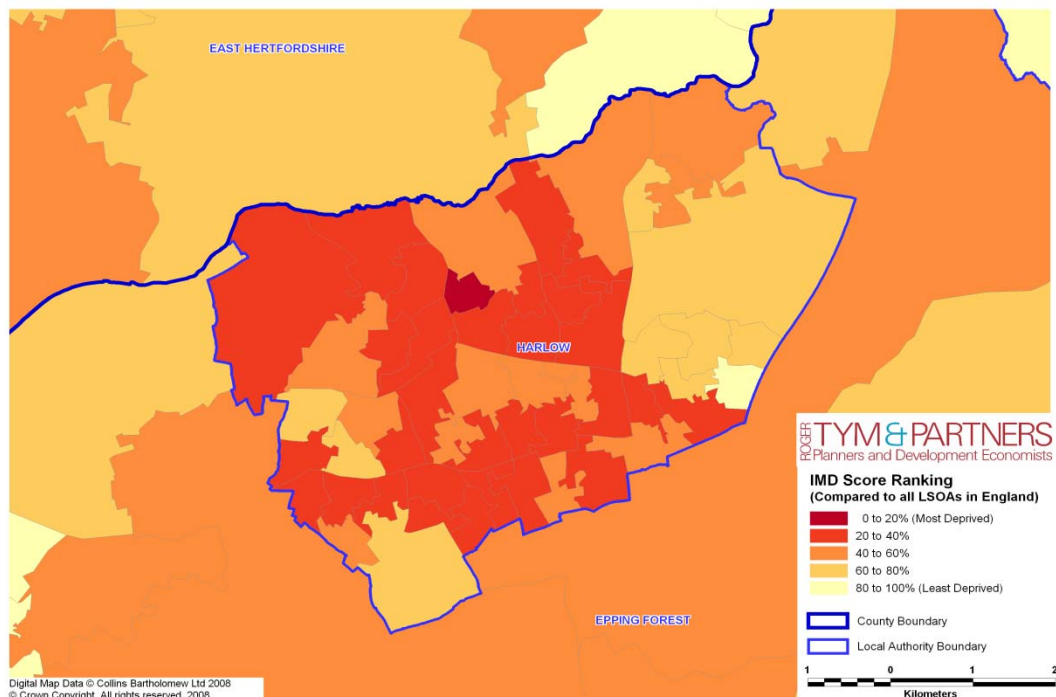 EAST HERTFORDSHIRE
HARLOW
EPPING FOREST
ROGER
TYM & PARTNERS
Planners and Development Economists
IMD Score Ranking
(Compared to all LSOAs in England)
0 to 20% (Most Deprived)
20 to 40%
40 to 60%
60 to 80%
80 to 100% (Least Deprived)
County Boundary
Local Authority Boundary
1 0 1 2
Kilometers
Digital Map Data © Collins Bartholomew Ltd 2008
© Crown Copyright. All rights reserved. 2008